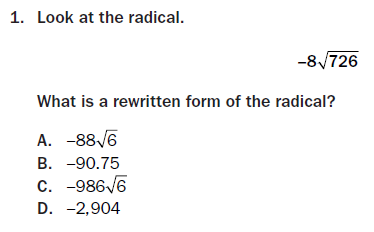 1. Look at the radical.
–8√726
What is a rewritten form of the radical?
A. –88√6
B. –90.75
C. –986√6
D. –2,904